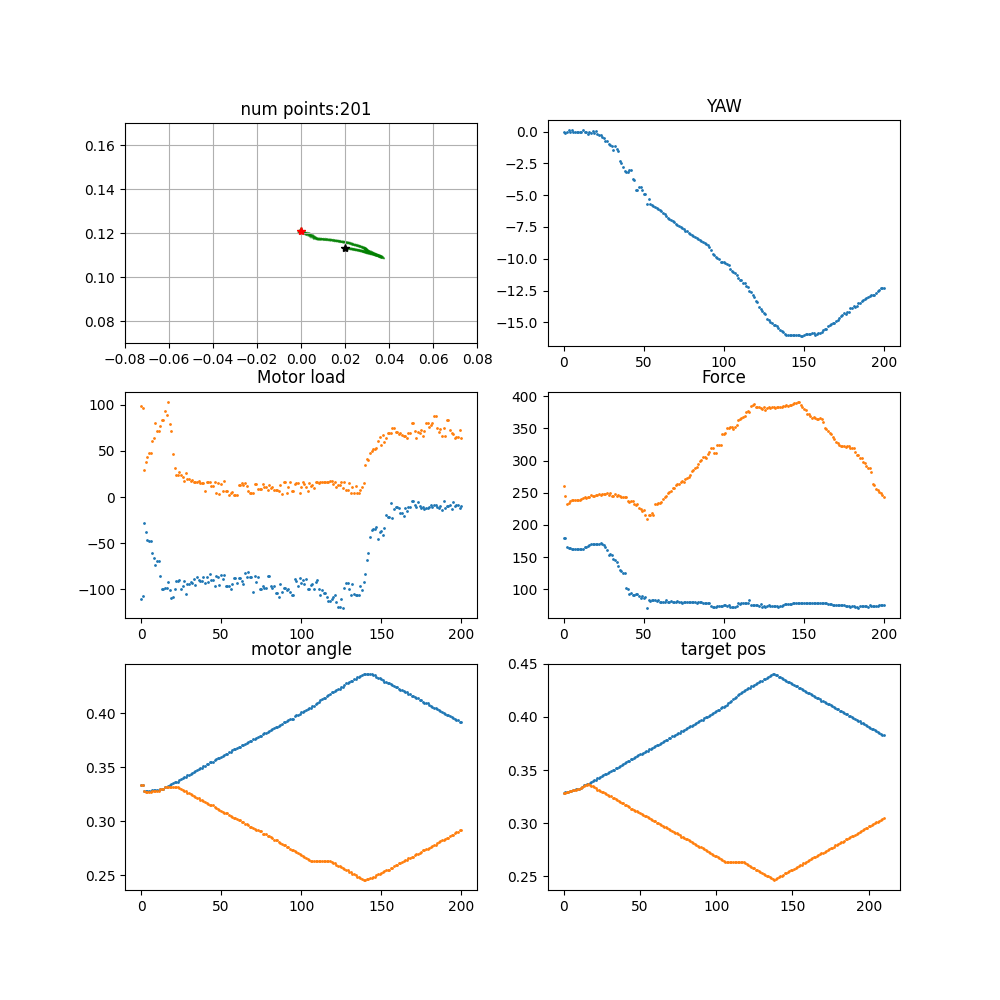 num points:201
0.16
0.14
0.12
0.10
0.08
−0.08 −0.06 −0.04 −0.02 0.00 0.02 0.04 0.06 0.08
YAW
0.0
−2.5
−5.0
−7.5
−10.0
−12.5
−15.0
0 50 100 150 200
Motor load
100
50
0
−50
−100
0 50 100 150 200
Force
400
350
300
250
200
150
100
0 50 100 150 200
motor angle
0.40
0.35
0.30
0.25
0 50 100 150 200
target pos
0.45
0.40
0.35
0.30
0.25
0 50 100 150 200